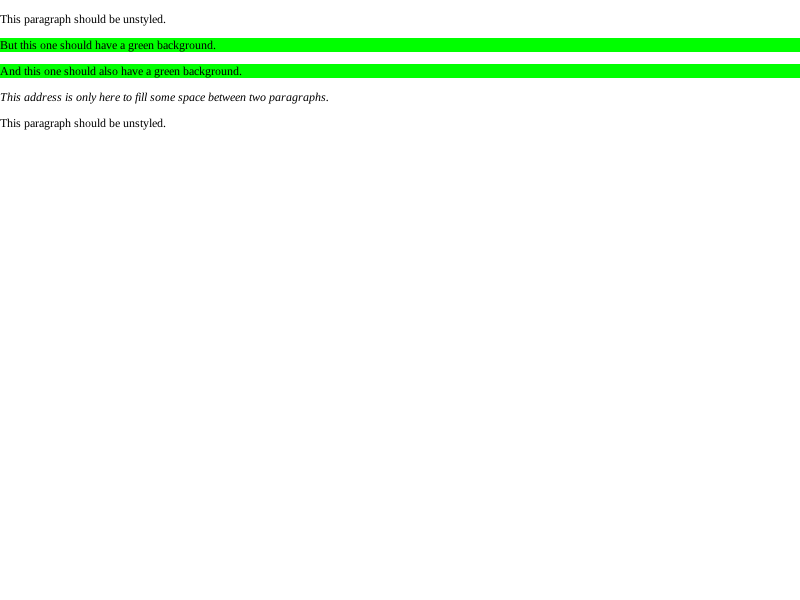 This paragraph should be unstyled.
But this one should have a green background.
And this one should also have a green background.
This address is only here to fill some space between two paragraphs.
This paragraph should be unstyled.